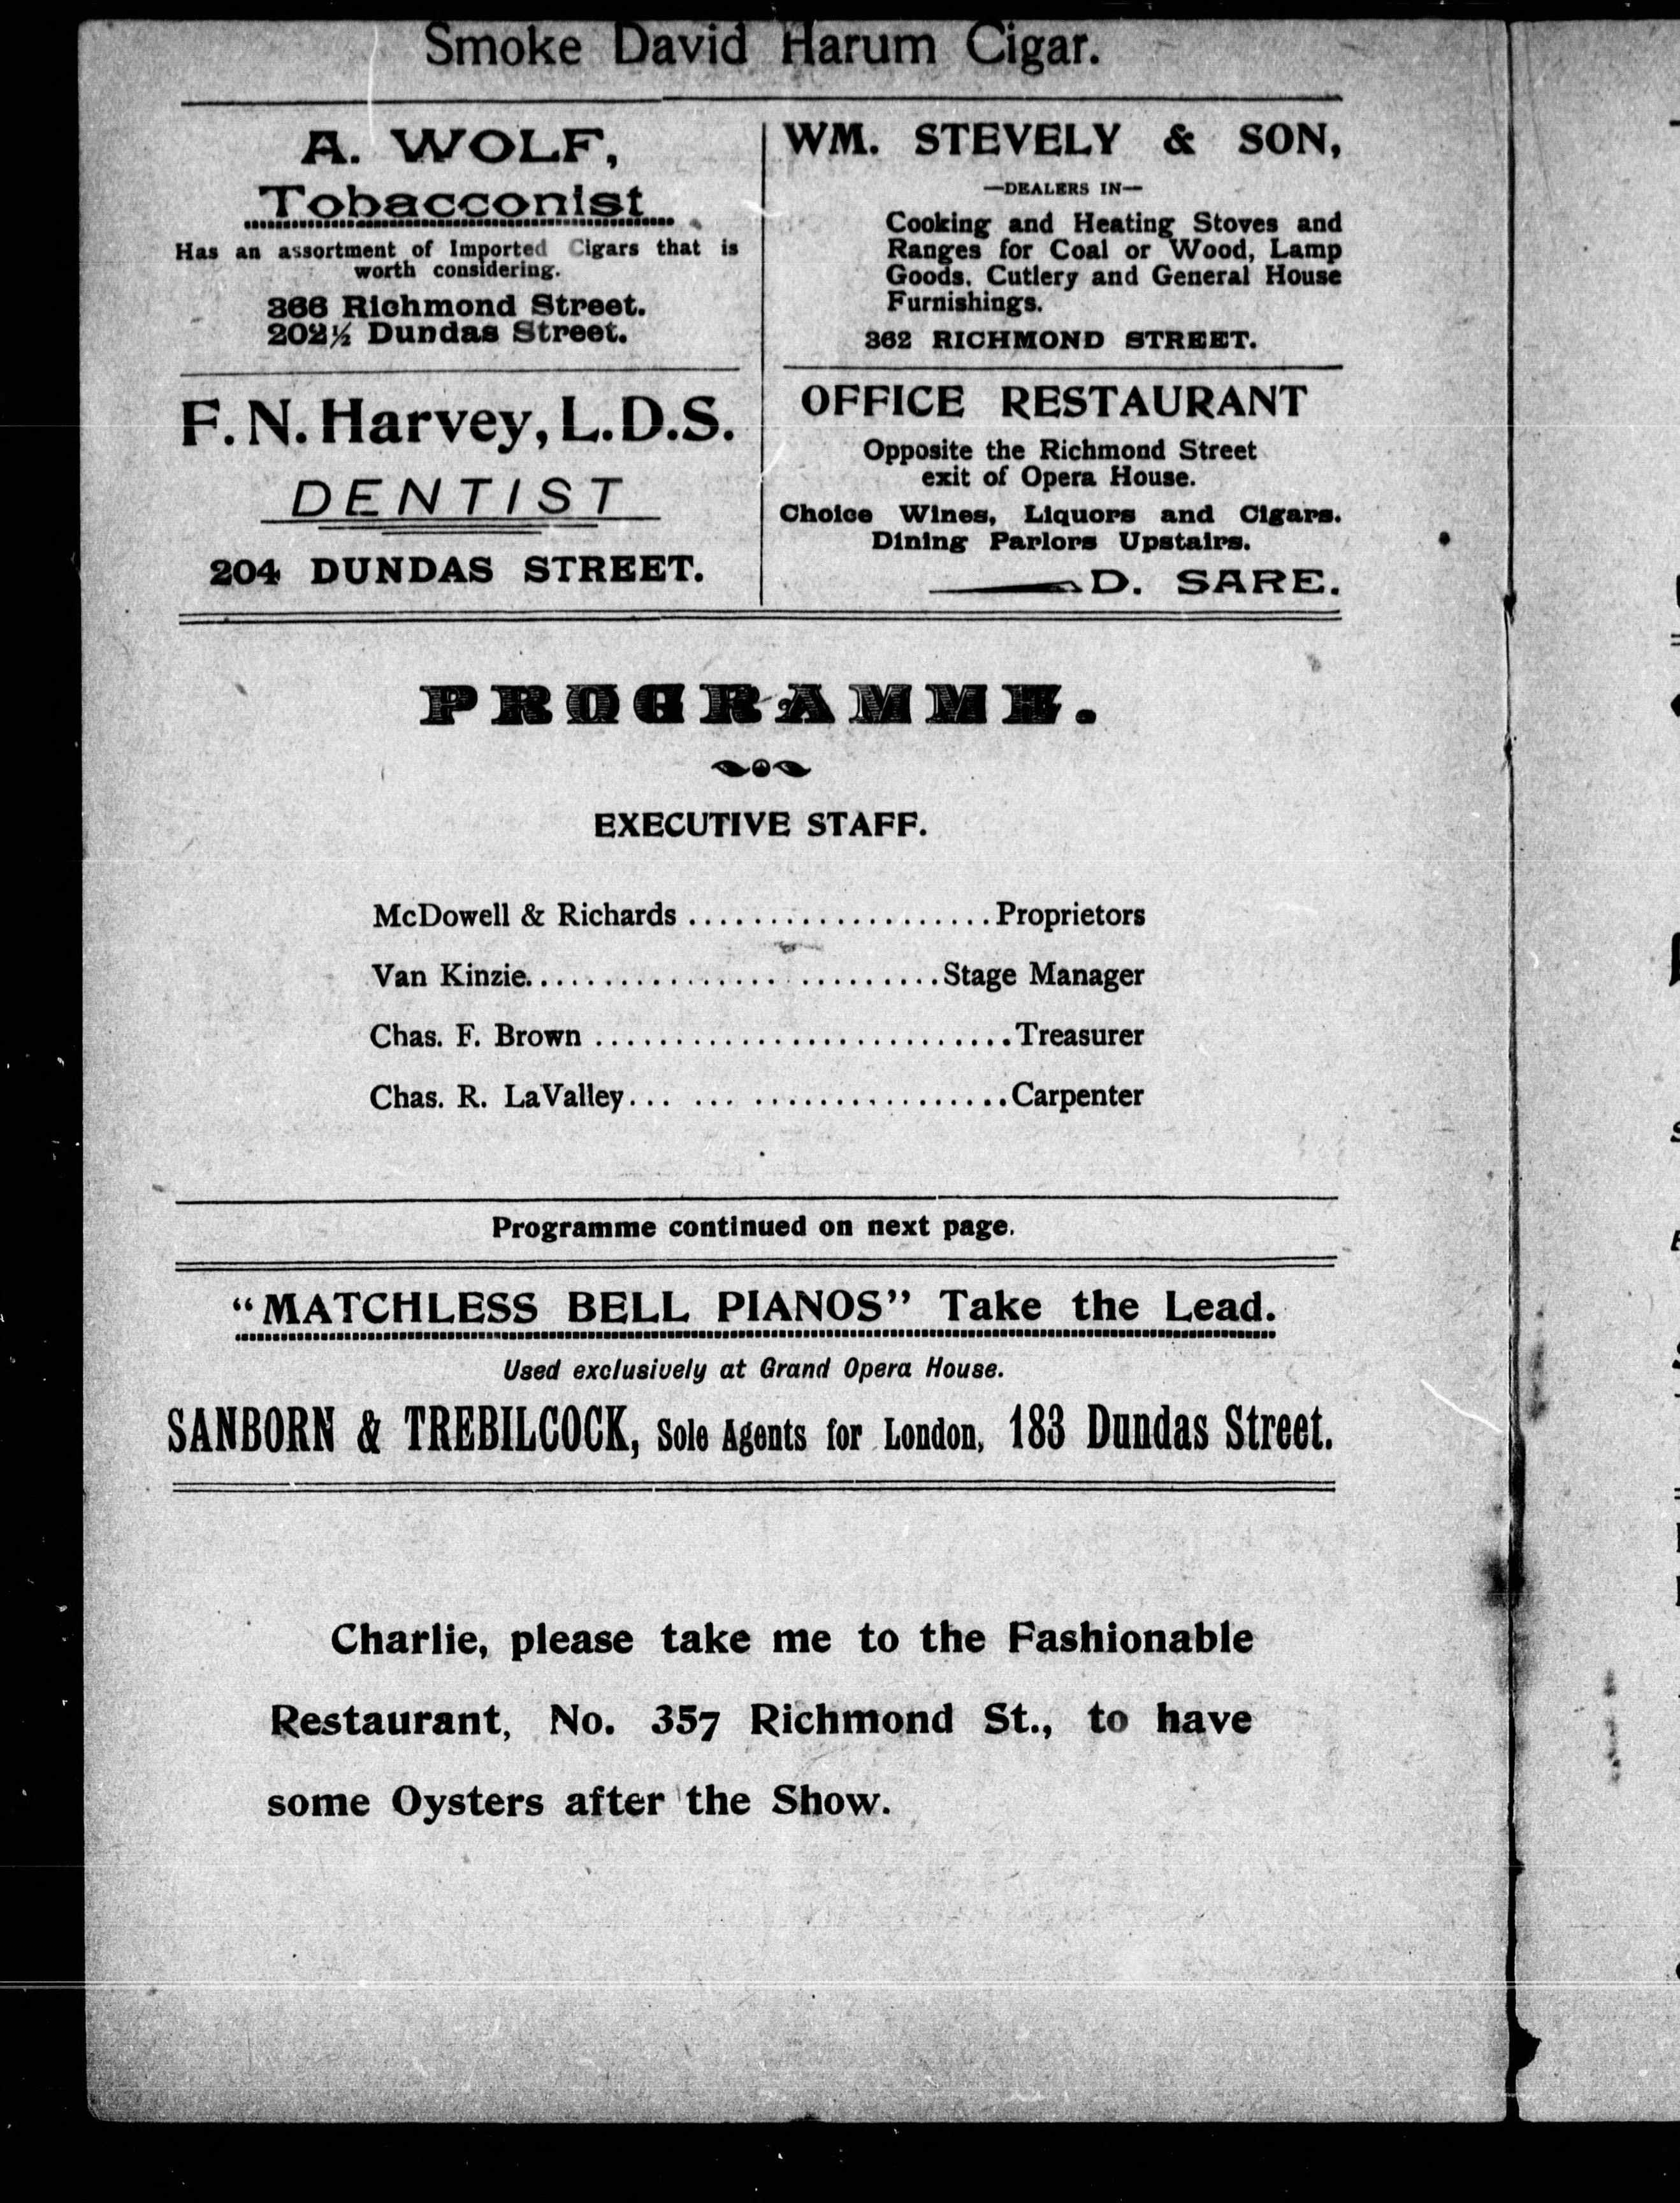 Smoke David Harum Cigar.
A. WOLF,
Tobacconist
Has an assortment of Imported Cigars that is
worth considering.
366 Richmond Street.
202½ Dundas Street.
F. N. Harvey, L.D.S.
DENTIST
204 DUNDAS STREET.
WM. STEVELY & SON,
—DEALERS IN—
Cooking and Heating Stoves and
Ranges for Coal or Wood, Lamp
Goods, Cutlery and General House
Furnishings.
362 RICHMOND STREET.
OFFICE RESTAURANT
Opposite the Richmond Street
exit of Opera House.
Choice Wines, Liquors and Cigars.
Dining Parlors Upstairs.
D. SARE.
PROGRAMME.
EXECUTIVE STAFF.
McDowell & Richards ................... Proprietors
Van Kinzie.......................... Stage Manager
Chas. F. Brown .......................... Treasurer
Chas. R. LaValley... ... ................ Carpenter
Programme continued on next page.
"MATCHLESS BELL PIANOS" Take the Lead.
Used exclusively at Grand Opera House.
SANBORN & TREBILCOCK, Sole Agents for London, 183 Dundas Street.
Charlie, please take me to the Fashionable
Restaurant, No. 357 Richmond St., to have
some Oysters after the Show.